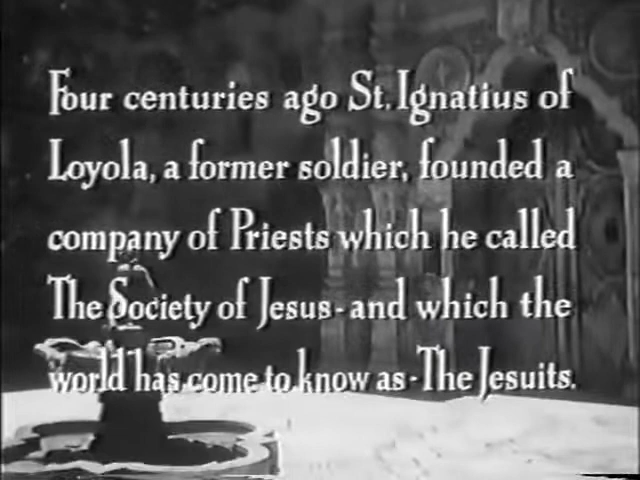 Four centuries ago St. Ignatius of
Loyola, a former soldier, founded a
company of Priests which he called
The Society of Jesus - and which the
world has come to know as - The Jesuits.